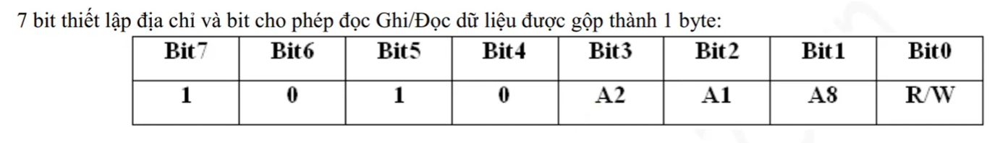 7 bit thiết lập địa chỉ và bit cho phép đọc Ghi/Đọc dữ liệu được gộp thành 1 byte:
Bit7 Bit6 Bit5 Bit4 Bit3 Bit2 Bit1 Bit0
1 0 1 0 A2 A1 A8 R/W